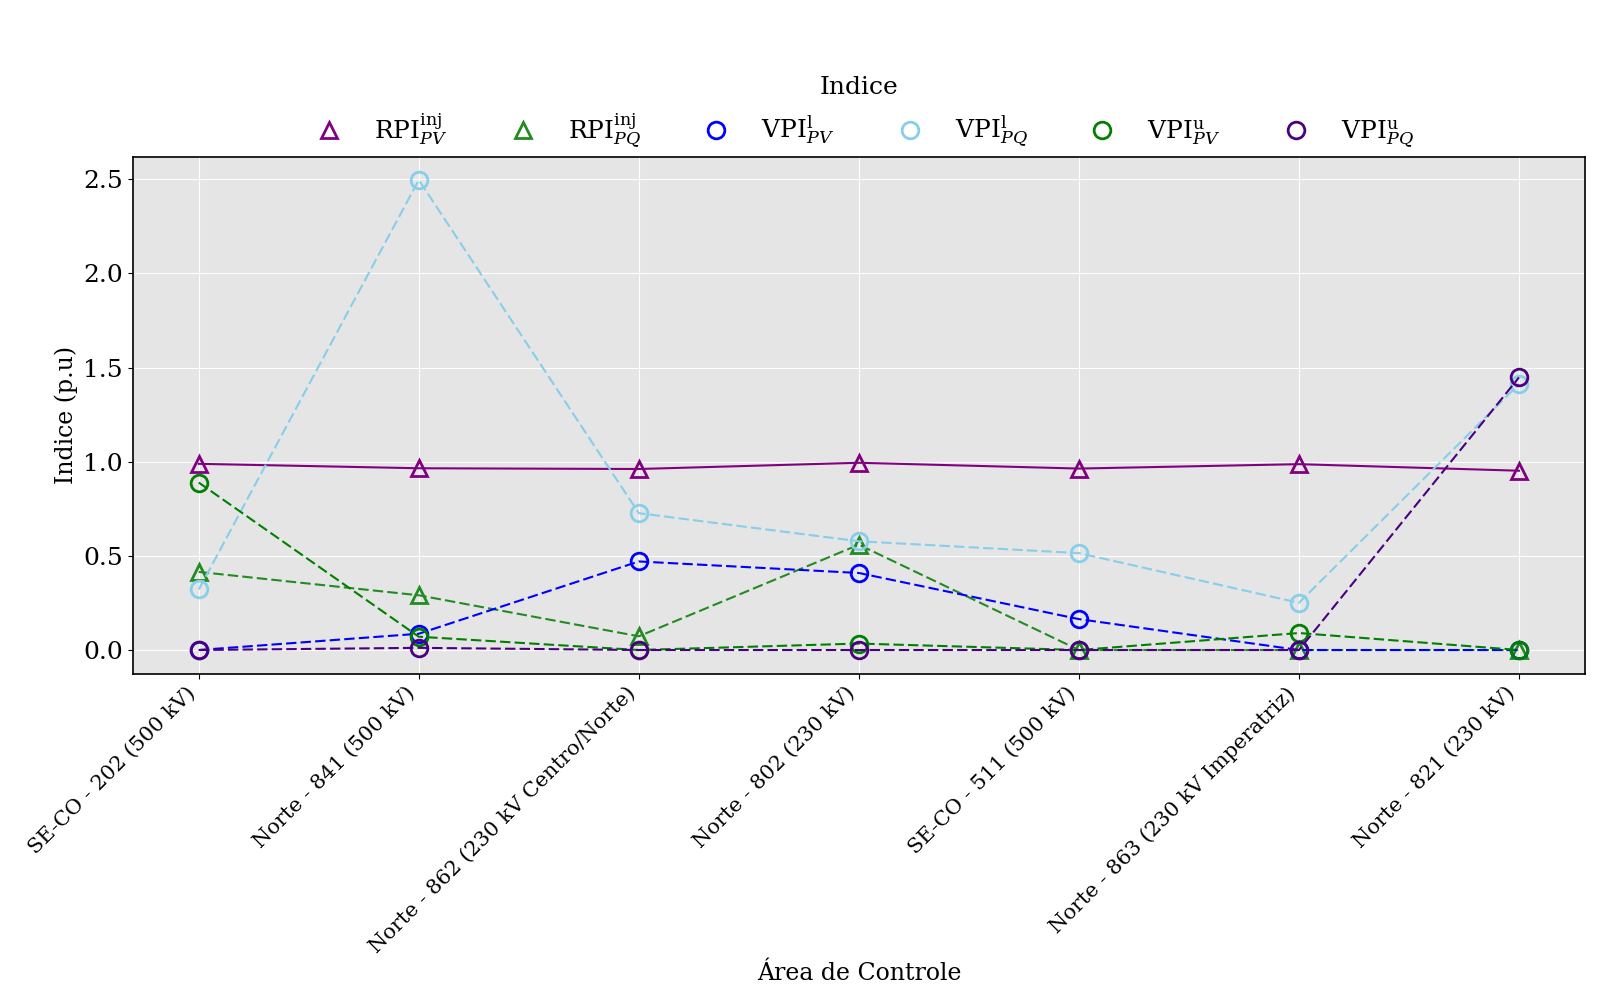 Indice
RPI^inj_PV RPI^inj_PQ VPI^l_PV VPI^l_PQ VPI^u_PV VPI^u_PQ
2.5
2.0
1.5
1.0
0.5
0.0
Indice (p.u)
SE-CO - 202 (500 kV)
Norte - 841 (500 kV)
Norte - 862 (230 kV Centro/Norte)
Norte - 802 (230 kV)
SE-CO - 511 (500 kV)
Norte - 863 (230 kV Imperatriz)
Norte - 821 (230 kV)
Área de Controle